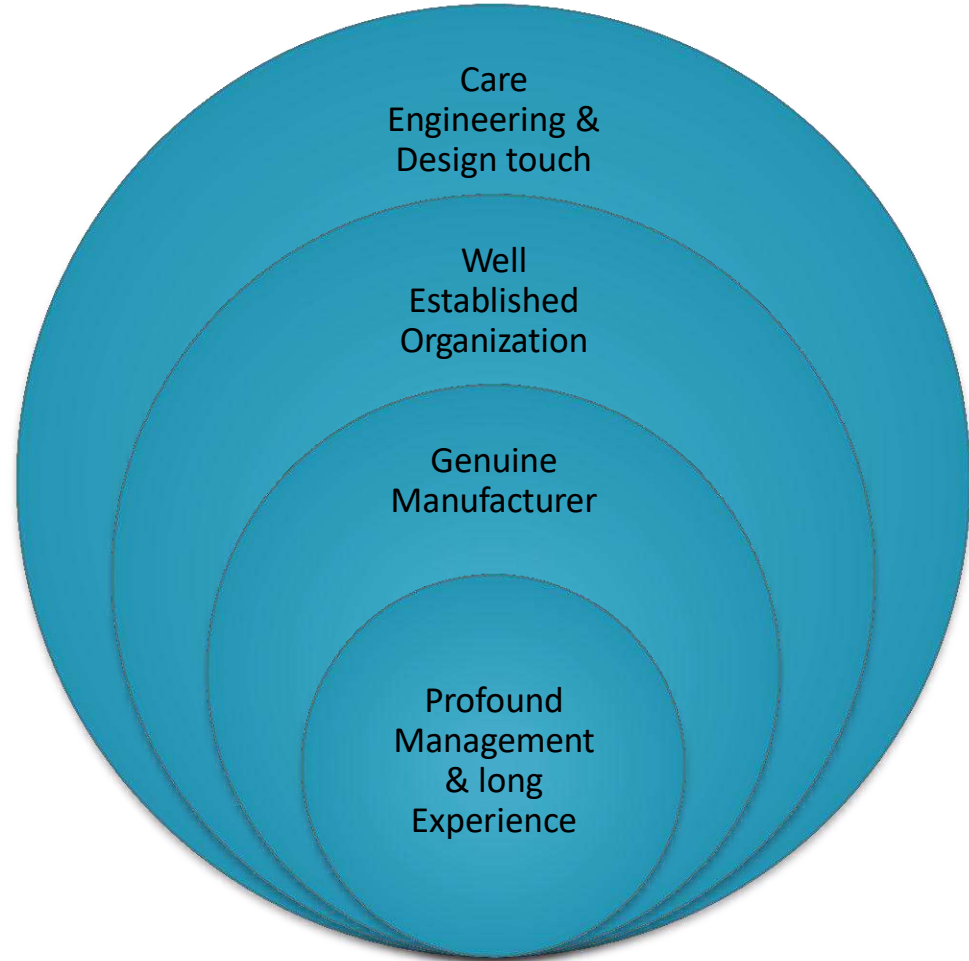 Care
Engineering &
Design touch
Well
Established
Organization
Genuine
Manufacturer
Profound
Management
& long
Experience